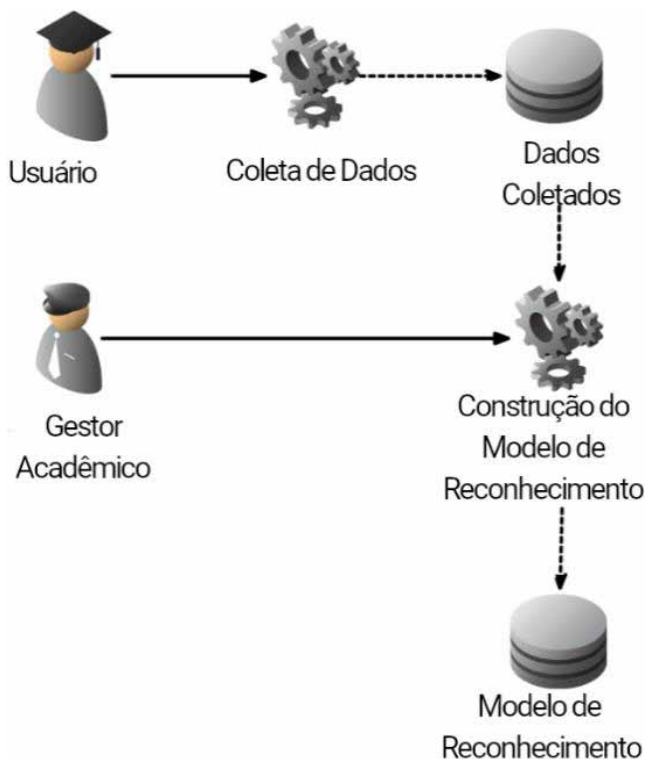 Usuário
Coleta de Dados
Dados
Coletados
Gestor
Acadêmico
Construção do
Modelo de
Reconhecimento
Modelo de
Reconhecimento